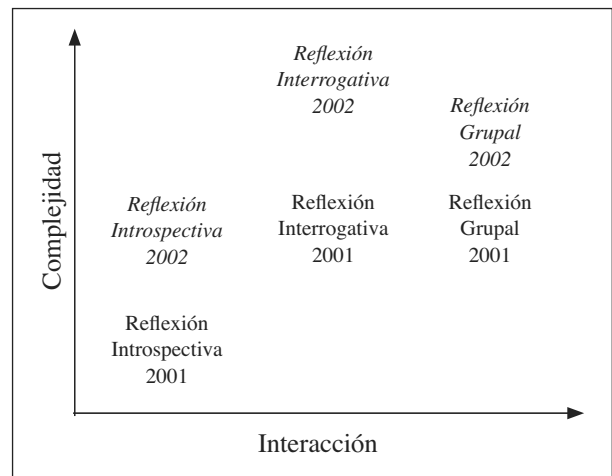 Complejidad
Reflexión
Interrogativa
2002
Reflexión
Grupal
2002
Reflexión
Introspectiva
2002
Reflexión
Interrogativa
2001
Reflexión
Grupal
2001
Reflexión
Introspectiva
2001
Interacción